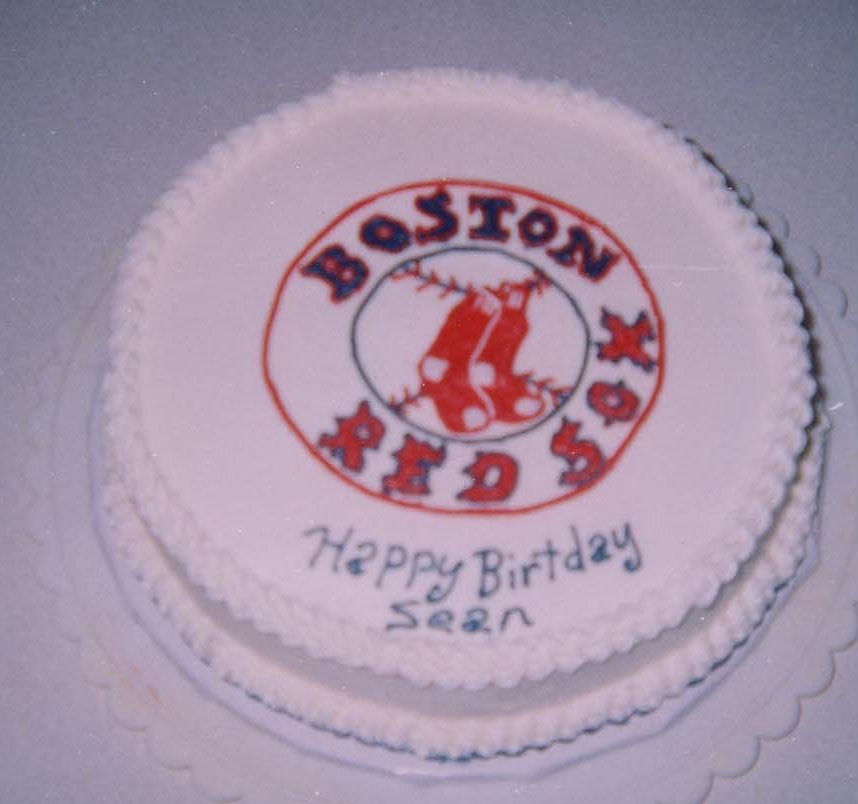 BOSTON
RED SOX
Happy Birtday
Sean